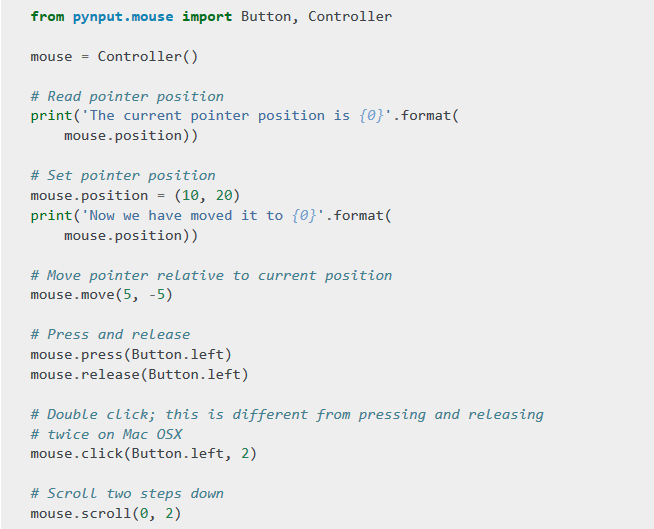 from pynput.mouse import Button, Controller
mouse = Controller()
# Read pointer position
print('The current pointer position is {0}'.format(
    mouse.position))
# Set pointer position
mouse.position = (10, 20)
print('Now we have moved it to {0}'.format(
    mouse.position))
# Move pointer relative to current position
mouse.move(5, -5)
# Press and release
mouse.press(Button.left)
mouse.release(Button.left)
# Double click; this is different from pressing and releasing
# twice on Mac OSX
mouse.click(Button.left, 2)
# Scroll two steps down
mouse.scroll(0, 2)